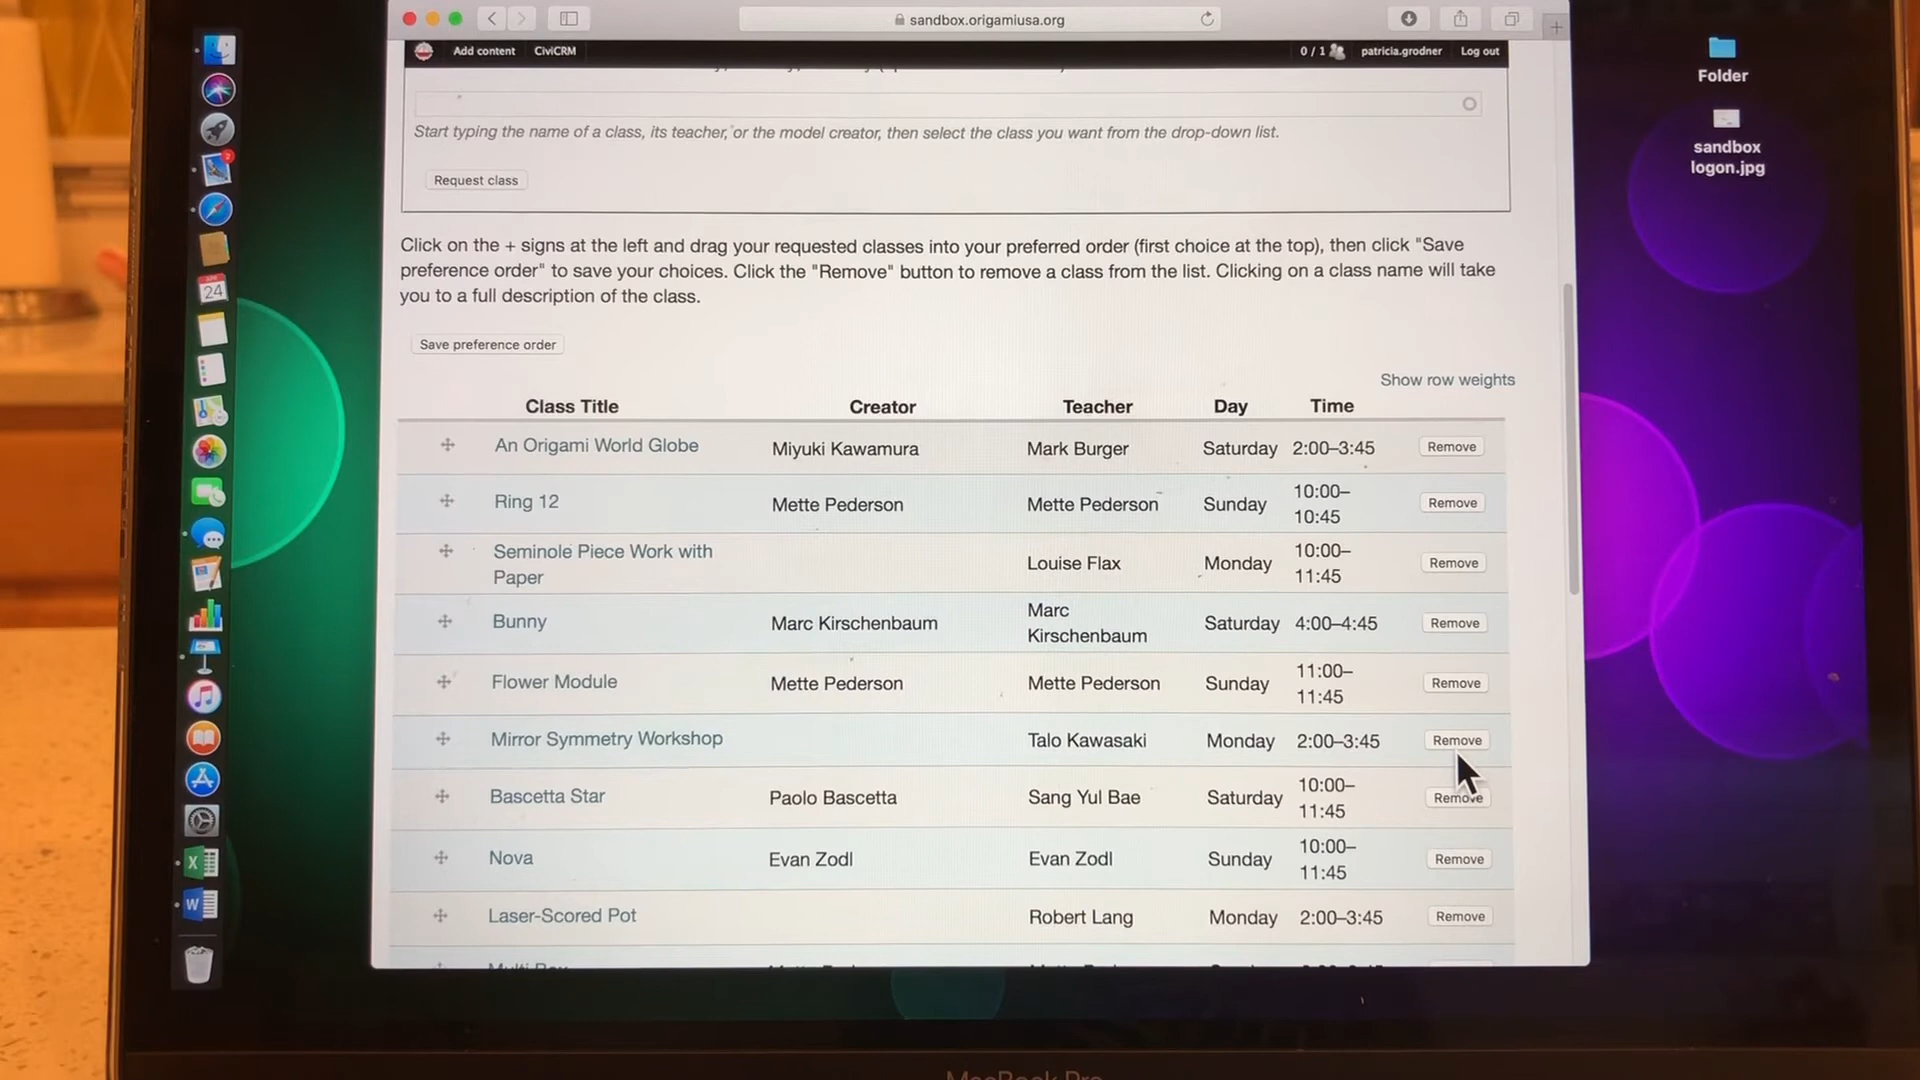 sandbox.origamiusa.org
Add content CiviCRM 0 / 1 patricia.grodner Log out
Folder
sandbox
logon.jpg
Start typing the name of a class, its teacher, or the model creator, then select the class you want from the drop-down list.
Request class
Click on the + signs at the left and drag your requested classes into your preferred order (first choice at the top), then click "Save
preference order" to save your choices. Click the "Remove" button to remove a class from the list. Clicking on a class name will take
you to a full description of the class.
Save preference order
Show row weights
Class Title Creator Teacher Day Time
An Origami World Globe Miyuki Kawamura Mark Burger Saturday 2:00–3:45 Remove
Ring 12 Mette Pederson Mette Pederson Sunday 10:00–
10:45 Remove
Seminole Piece Work with
Paper Louise Flax Monday 10:00–
11:45 Remove
Bunny Marc Kirschenbaum Marc
Kirschenbaum Saturday 4:00–4:45 Remove
Flower Module Mette Pederson Mette Pederson Sunday 11:00–
11:45 Remove
Mirror Symmetry Workshop Talo Kawasaki Monday 2:00–3:45 Remove
Bascetta Star Paolo Bascetta Sang Yul Bae Saturday 10:00–
11:45 Remove
Nova Evan Zodl Evan Zodl Sunday 10:00–
11:45 Remove
Laser-Scored Pot Robert Lang Monday 2:00–3:45 Remove
24
2
MacBook Pro